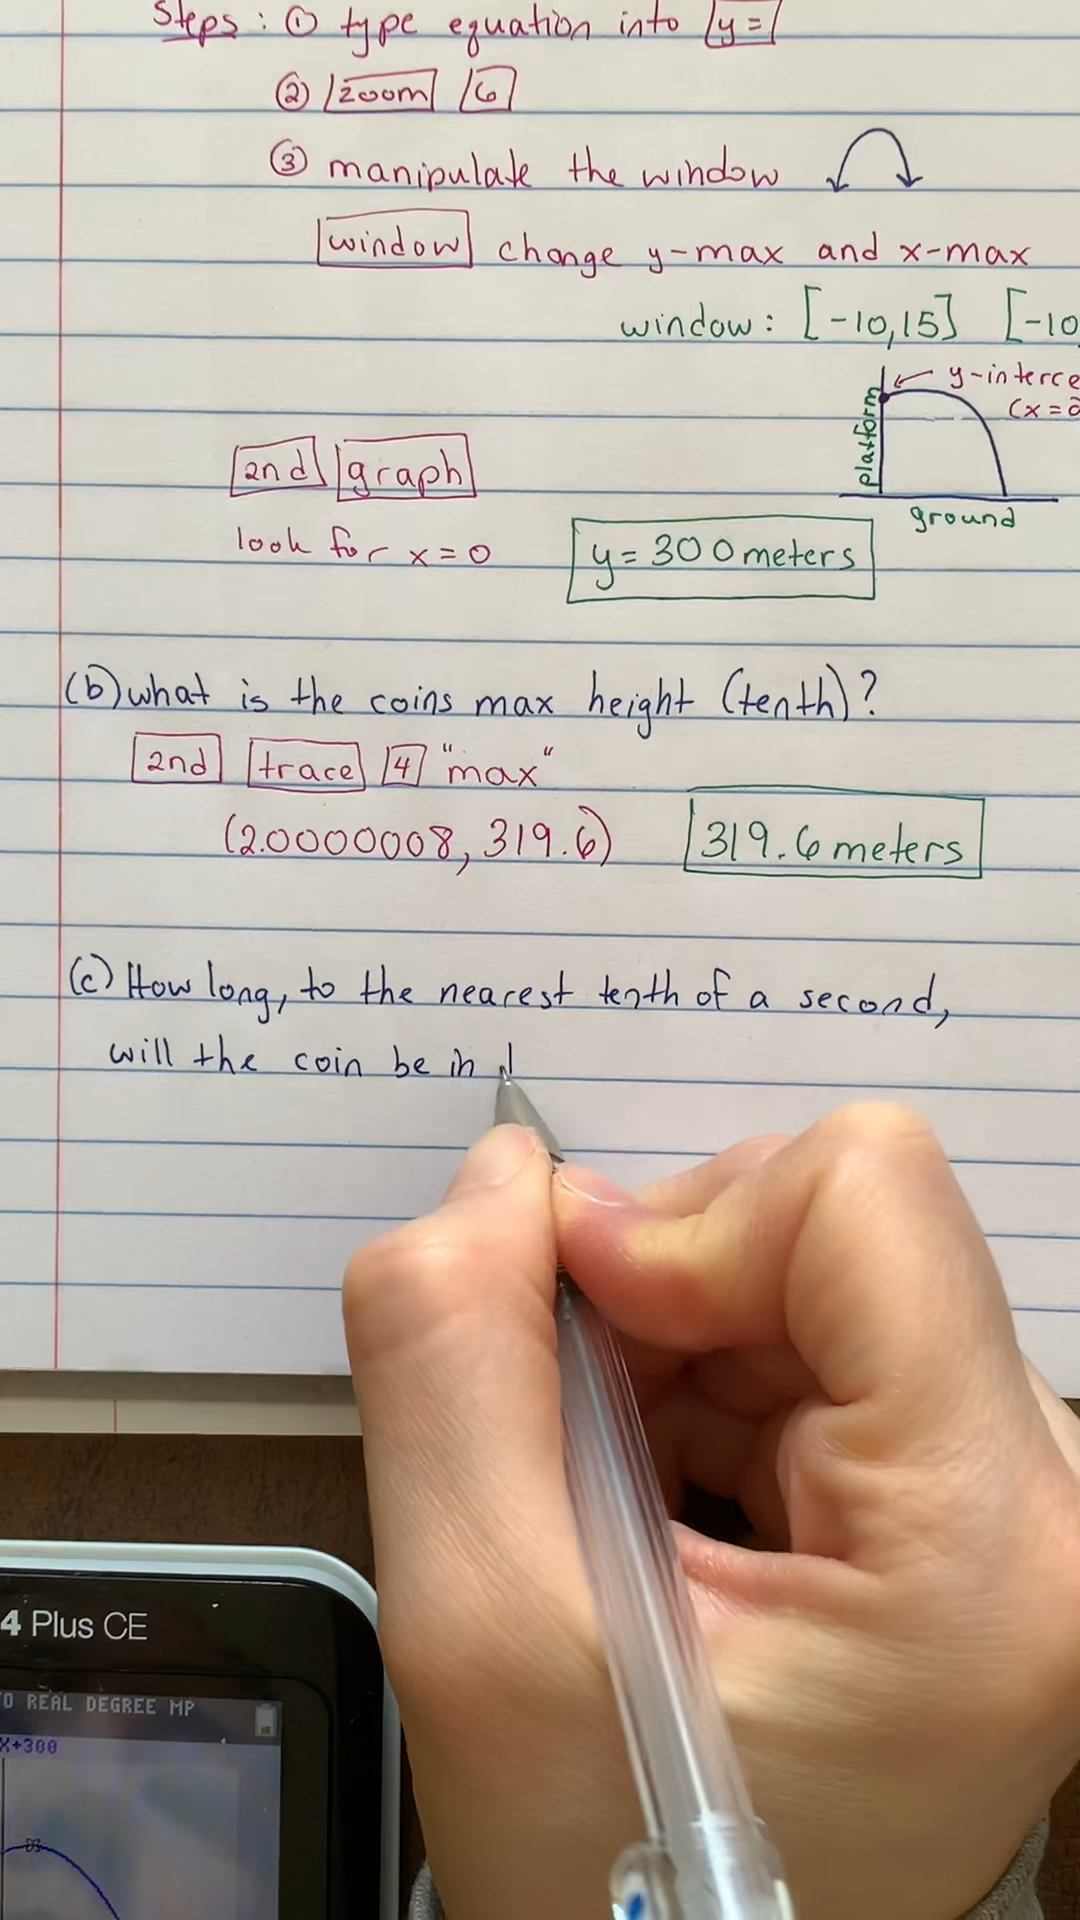 Steps: ① type equation into y=
② zoom 6
③ manipulate the window
window change y-max and x-max
window: [-10,15] [-10
y-interce
(x=0
platform
ground
2nd graph
look for x=0
y=300meters
(b) what is the coins max height (tenth)?
2nd trace 4 "max"
(2.0000008, 319.6) 319.6 meters
(c) How long, to the nearest tenth of a second,
will the coin be in
4 Plus CE
O REAL DEGREE MP
X+300